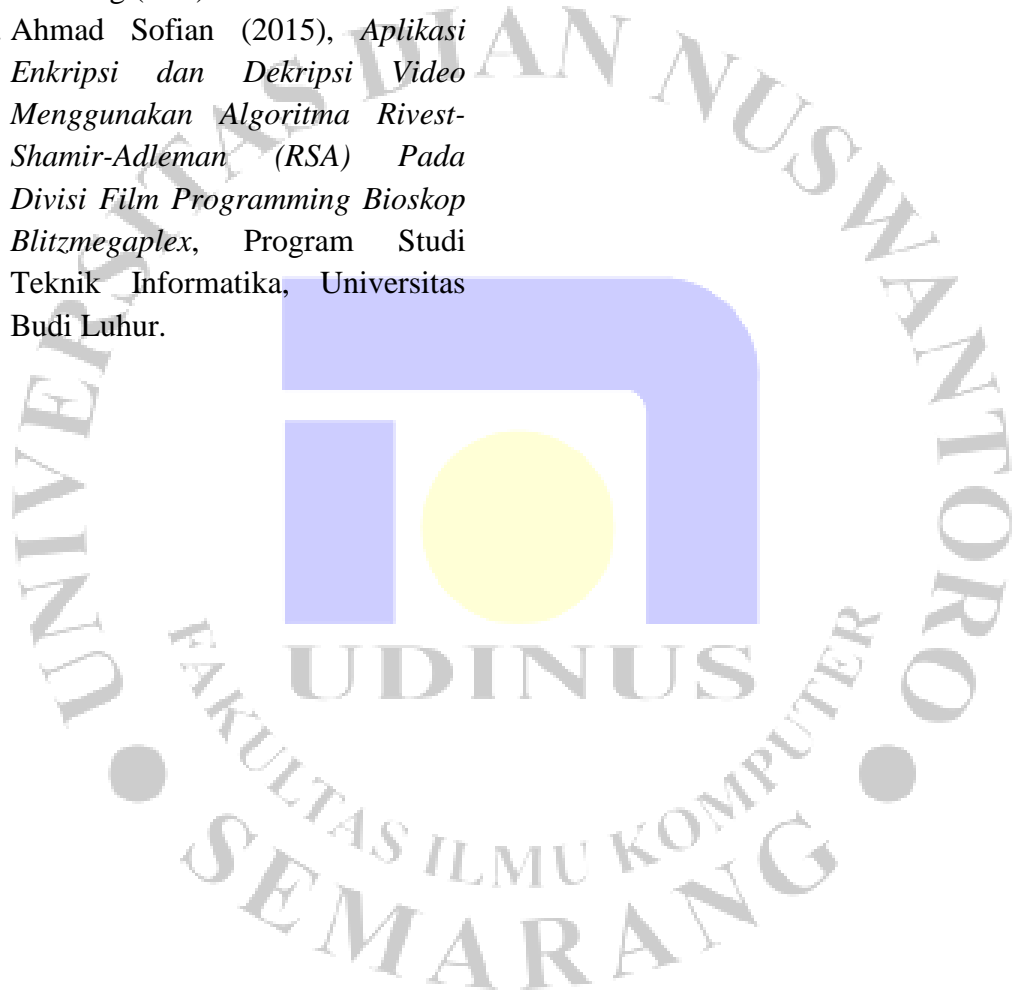 Ahmad Sofian (2015), Aplikasi
Enkripsi dan Dekripsi Video
Menggunakan Algoritma Rivest-
Shamir-Adleman (RSA) Pada
Divisi Film Programming Bioskop
Blitzmegaplex, Program Studi
Teknik Informatika, Universitas
Budi Luhur.
UNIVERSITAS DIAN NUSWANTORO
UDINUS
FAKULTAS ILMU KOMPUTER
SEMARANG